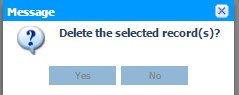 Message
Delete the selected record(s)?
Yes No